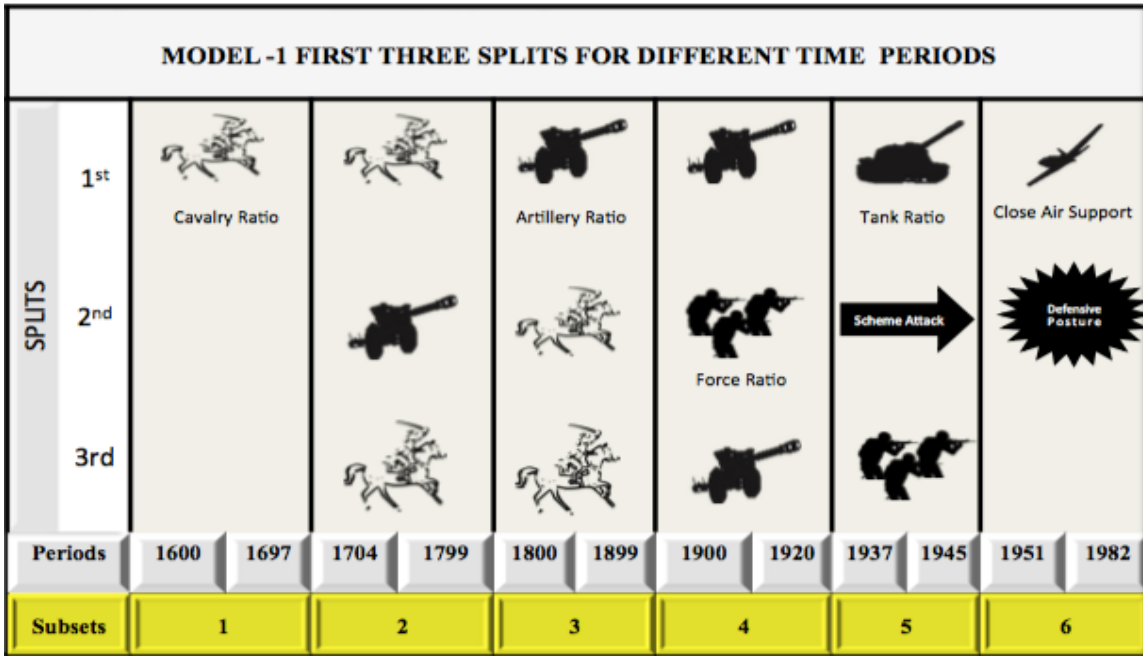 MODEL -1 FIRST THREE SPLITS FOR DIFFERENT TIME PERIODS
SPLITS
1st
Cavalry Ratio
Artillery Ratio
Tank Ratio
Close Air Support
2nd
Scheme Attack
Defensive
Posture
Force Ratio
3rd
Periods 1600 1697 1704 1799 1800 1899 1900 1920 1937 1945 1951 1982
Subsets 1 2 3 4 5 6